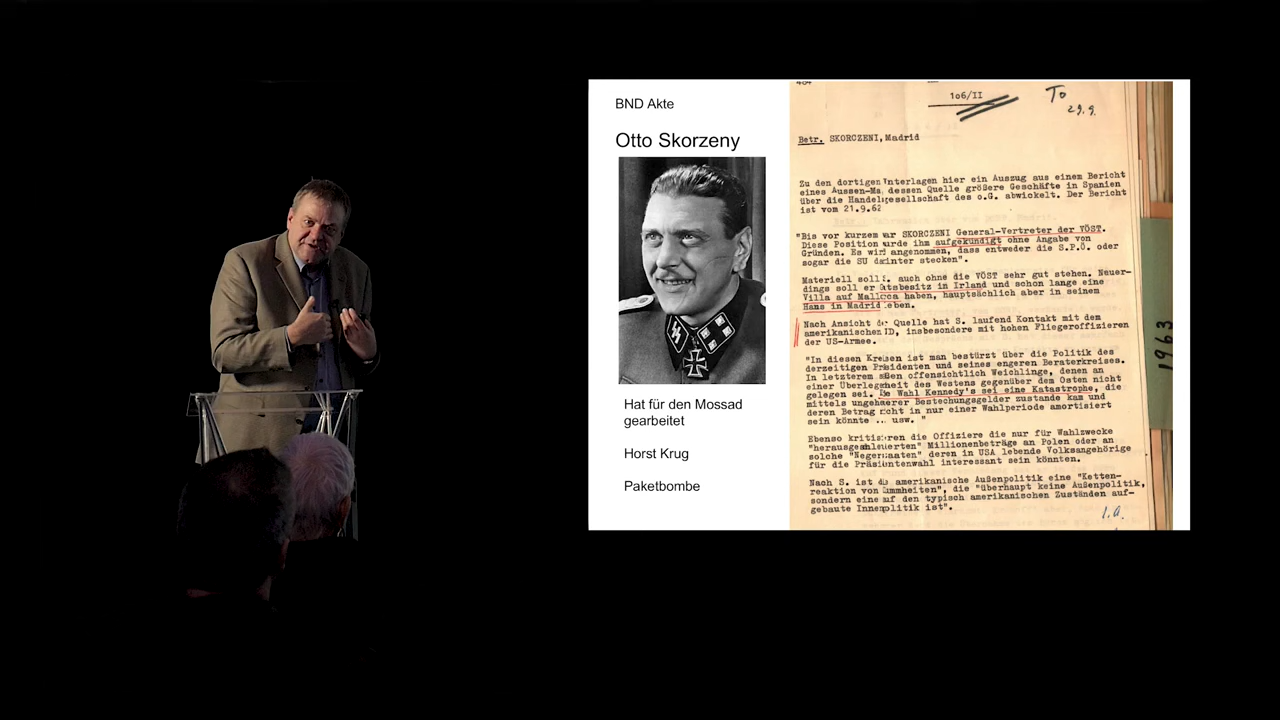 BND Akte
Otto Skorzeny
Hat für den Mossad
gearbeitet
Horst Krug
Paketbombe
1o6/II
To
29.9.
Betr. SKORCZENI, Madrid
Zu den dortigen Unterlagen hier ein Auszug aus einem Bericht
eines Aussen-Ma. dessen Quelle größere Geschäfte in Spanien
über die Handelsgesellschaft des o.G. abwickelt. Der Bericht
ist vom 21.9.62
"Bis vor kurzem war SKORCZENI General-Vertreter der VÖST.
Diese Position wurde ihm aufgekündigt ohne Angabe von
Gründen. Es wird angenommen, dass entweder die S.P.Ö. oder
sogar die SU dahinter stecken".
Materiell soll S. auch ohne die VÖST sehr gut stehen. Neuer-
dings soll er Gutsbesitz in Irland und schon lange eine
Villa auf Mallorca haben, hauptsächlich aber in seinem
Haus in Madrid leben.
Nach Ansicht der Quelle hat S. laufend Kontakt mit dem
amerikanischen ID, insbesondere mit hohen Fliegeroffizieren
der US-Armee.
"In diesen Kreisen ist man bestürzt über die Politik des
derzeitigen Präsidenten und seines engeren Beraterkreises.
In letzterem säßen offensichtlich Weichlinge, denen an
einer Überlegenheit des Westens gegenüber dem Osten nicht
gelegen sei. Die Wahl Kennedy's sei eine Katastrophe, die
mittels ungeheuerer Bestechungsgelder zustande kam und
deren Betrag nicht in nur einer Wahlperiode amortisiert
sein könnte ... usw. "
Ebenso kritisieren die Offiziere die nur für Wahlzwecke
"herausgeschleuderten" Millionenbeträge an Polen oder an
solche "Negerstaaten" deren in USA lebende Volksangehörige
für die Präsidentenwahl interessant sein könnten.
Nach S. ist die amerikanische Außenpolitik eine "Ketten-
reaktion von Dummheiten", die "überhaupt keine Außenpolitik,
sondern eine auf den typisch amerikanischen Zuständen auf-
gebaute Innenpolitik ist".
1963